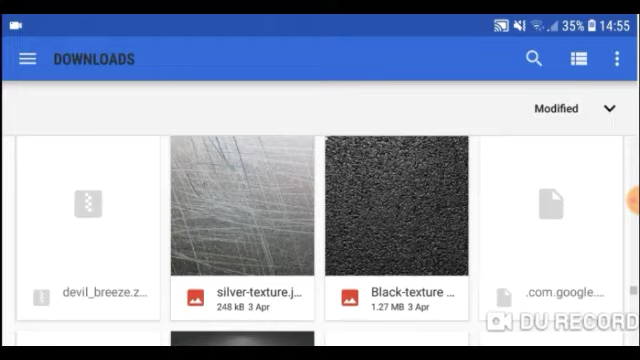 35% 14:55
DOWNLOADS
Modified
devil_breeze.z...
silver-texture.j...
248 kB 3 Apr
Black-texture ...
1.27 MB 3 Apr
.com.google....
DU RECORD